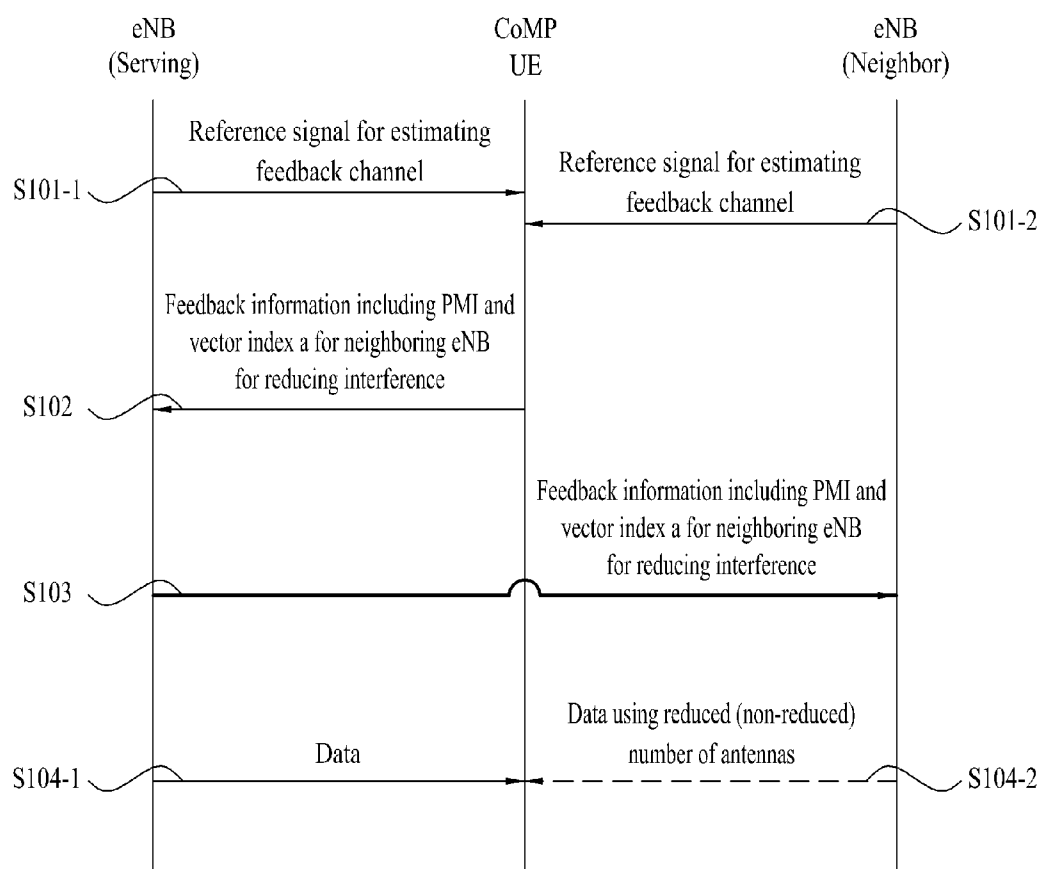 eNB
(Serving)
CoMP
UE
eNB
(Neighbor)
Reference signal for estimating
feedback channel
S101-1
Reference signal for estimating
feedback channel
S101-2
Feedback information including PMI and
vector index a for neighboring eNB
for reducing interference
S102
Feedback information including PMI and
vector index a for neighboring eNB
for reducing interference
S103
Data
S104-1
Data using reduced (non-reduced)
number of antennas
S104-2